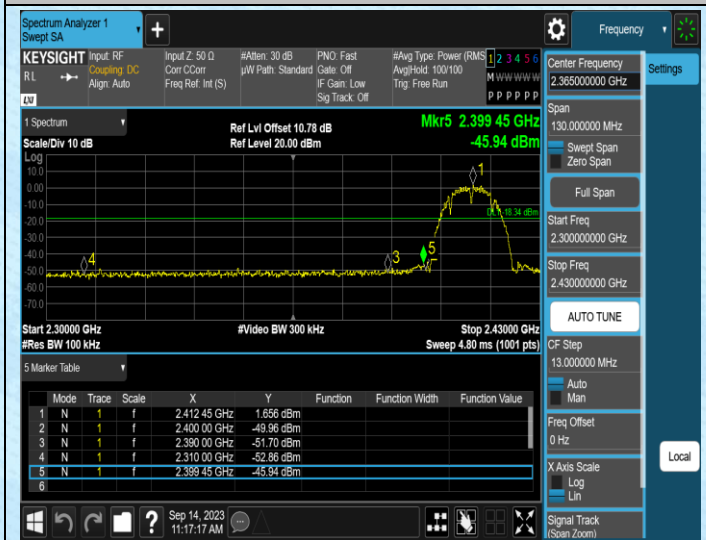 Spectrum Analyzer 1
Swept SA
+
Frequency
KEYSIGHT
RL
LXI
Input: RF
Coupling: DC
Align: Auto
Input Z: 50 Ω
Corr CCorr
Freq Ref: Int (S)
#Atten: 30 dB
µW Path: Standard
PNO: Fast
Gate: Off
IF Gain: Low
Sig Track: Off
#Avg Type: Power (RMS
Avg|Hold: 100/100
Trig: Free Run
1 2 3 4 5 6
M W W W W W
P P P P P P
1 Spectrum
Scale/Div 10 dB
Ref Lvl Offset 10.78 dB
Ref Level 20.00 dBm
Mkr5 2.399 45 GHz
-45.94 dBm
Log
10.0
0.00
-10.0
-20.0
-30.0
-40.0
-50.0
-60.0
-70.0
1
DL1 -18.34 dBm
4
3
5
Start 2.30000 GHz
#Res BW 100 kHz
#Video BW 300 kHz
Stop 2.43000 GHz
Sweep 4.80 ms (1001 pts)
5 Marker Table
Mode Trace Scale X Y Function Function Width Function Value
1 N 1 f 2.412 45 GHz 1.656 dBm
2 N 1 f 2.400 00 GHz -49.96 dBm
3 N 1 f 2.390 00 GHz -51.70 dBm
4 N 1 f 2.310 00 GHz -52.86 dBm
5 N 1 f 2.399 45 GHz -45.94 dBm
6
Sep 14, 2023
11:17:17 AM
?
Center Frequency
2.365000000 GHz
Settings
Span
130.000000 MHz
Swept Span
Zero Span
Full Span
Start Freq
2.300000000 GHz
Stop Freq
2.430000000 GHz
AUTO TUNE
CF Step
13.000000 MHz
Auto
Man
Freq Offset
0 Hz
X Axis Scale
Log
Lin
Local
Signal Track
(Span Zoom)